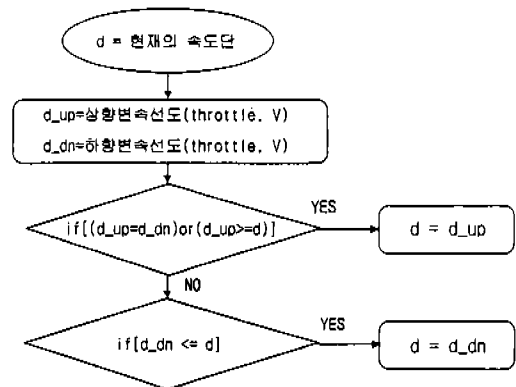 d = 현재의 속도단
d_up=상향변속선도(throttle, V)
d_dn=하향변속선도(throttle, V)
if[(d_up=d_dn)or(d_up>=d)]
YES
d = d_up
NO
if[d_dn <= d]
YES
d = d_dn